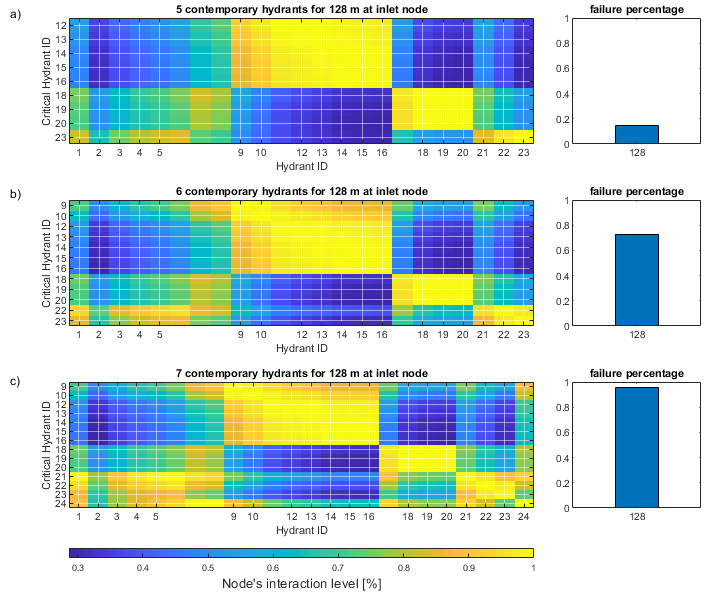 a)
5 contemporary hydrants for 128 m at inlet node
failure percentage
Critical Hydrant ID
12
13
14
15
16
18
19
20
23
1 2 3 4 5 9 10 12 13 14 15 16 18 19 20 21 22 23
Hydrant ID
1
0.8
0.6
0.4
0.2
0
128
b)
6 contemporary hydrants for 128 m at inlet node
failure percentage
Critical Hydrant ID
9
10
12
13
14
15
16
18
19
20
22
23
1 2 3 4 5 9 10 12 13 14 15 16 18 19 20 21 22 23
Hydrant ID
1
0.8
0.6
0.4
0.2
0
128
c)
7 contemporary hydrants for 128 m at inlet node
failure percentage
Critical Hydrant ID
9
10
12
13
14
15
16
18
19
20
21
22
23
24
1 2 3 4 5 9 10 12 13 14 15 16 18 19 20 21 22 24
Hydrant ID
1
0.8
0.6
0.4
0.2
0
128
0.3 0.4 0.5 0.6 0.7 0.8 0.9 1
Node's interaction level [%]